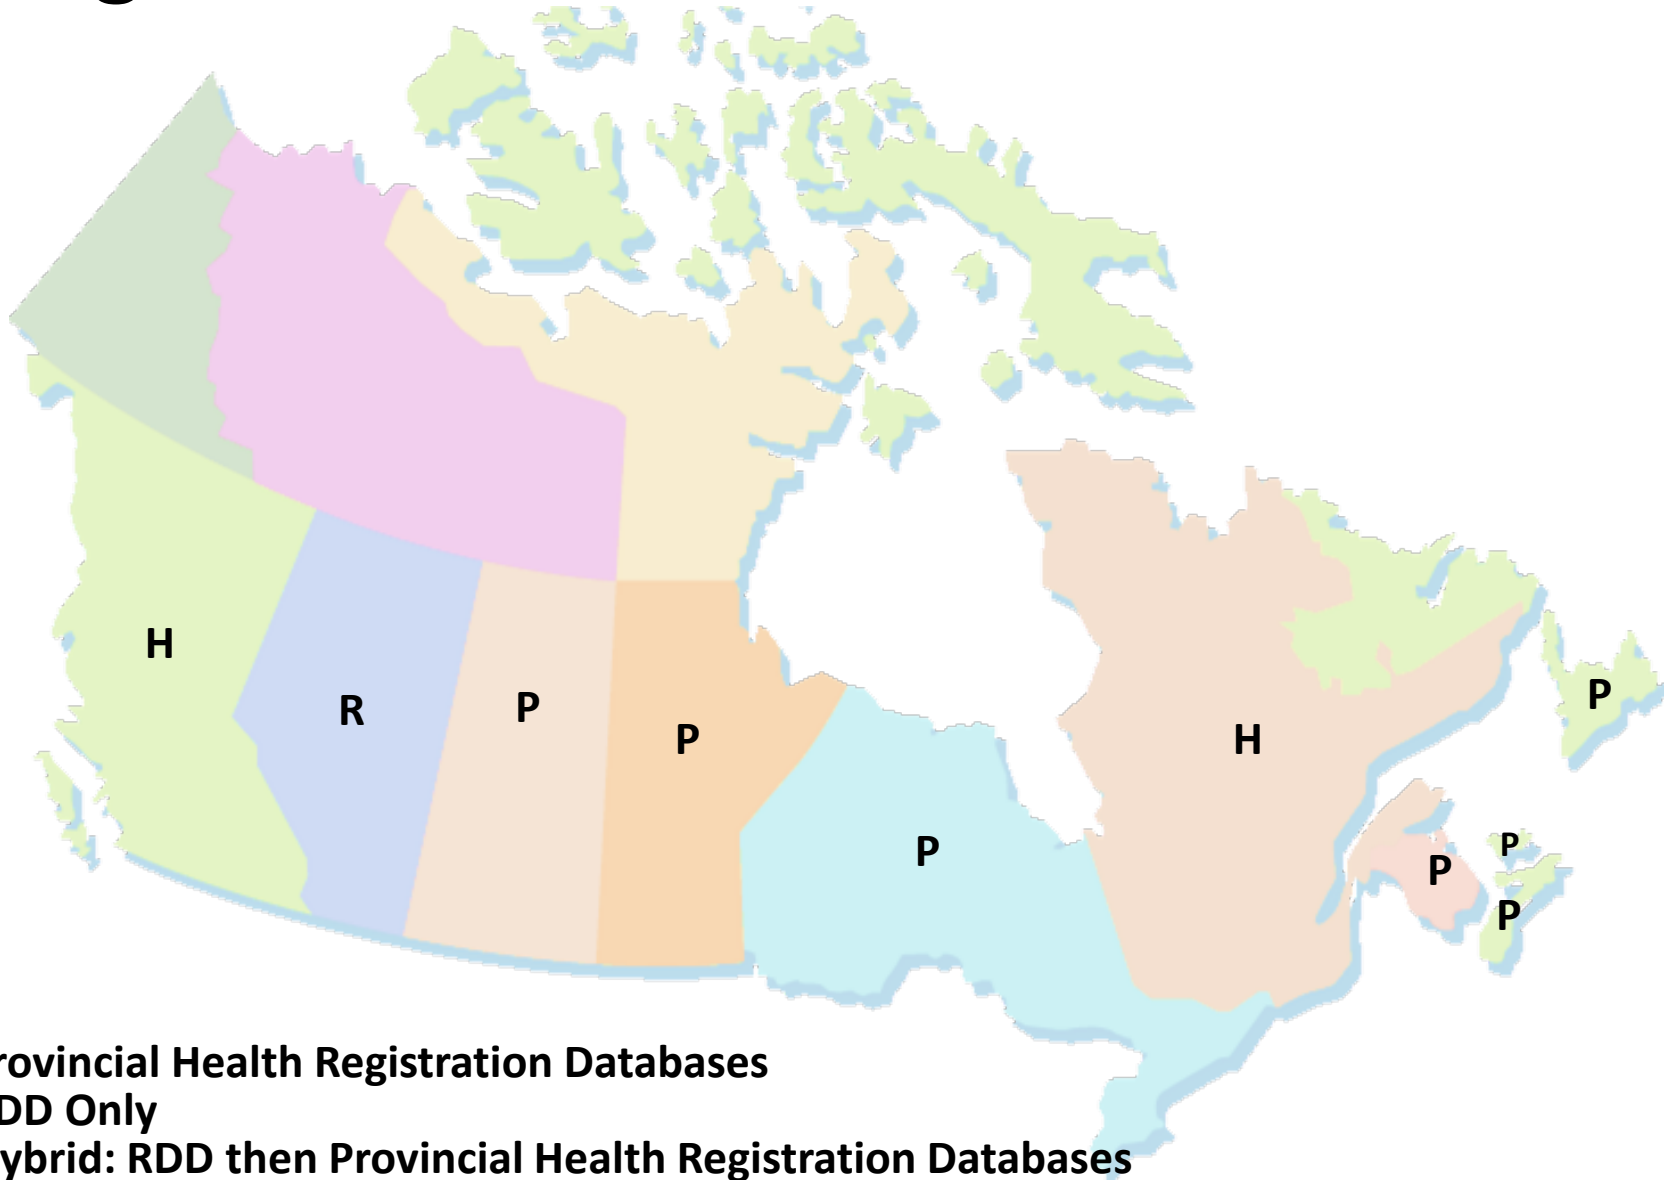 H
R
P
P
P
H
P
P
P
P
rovincial Health Registration Databases
DD Only
ybrid: RDD then Provincial Health Registration Databases